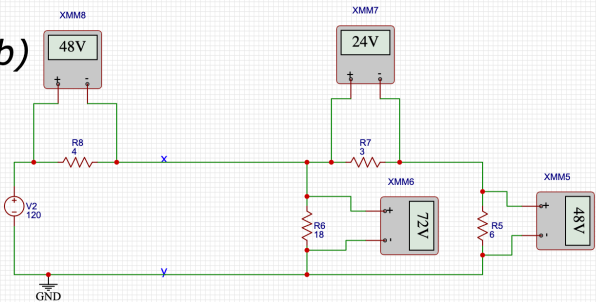 b)
XMM8
48V
+ -
R8
4
XMM7
24V
+ -
R7
3
x
V2
120
+
-
R6
18
XMM6
72V
+
-
R5
6
XMM5
48V
+
-
y
GND